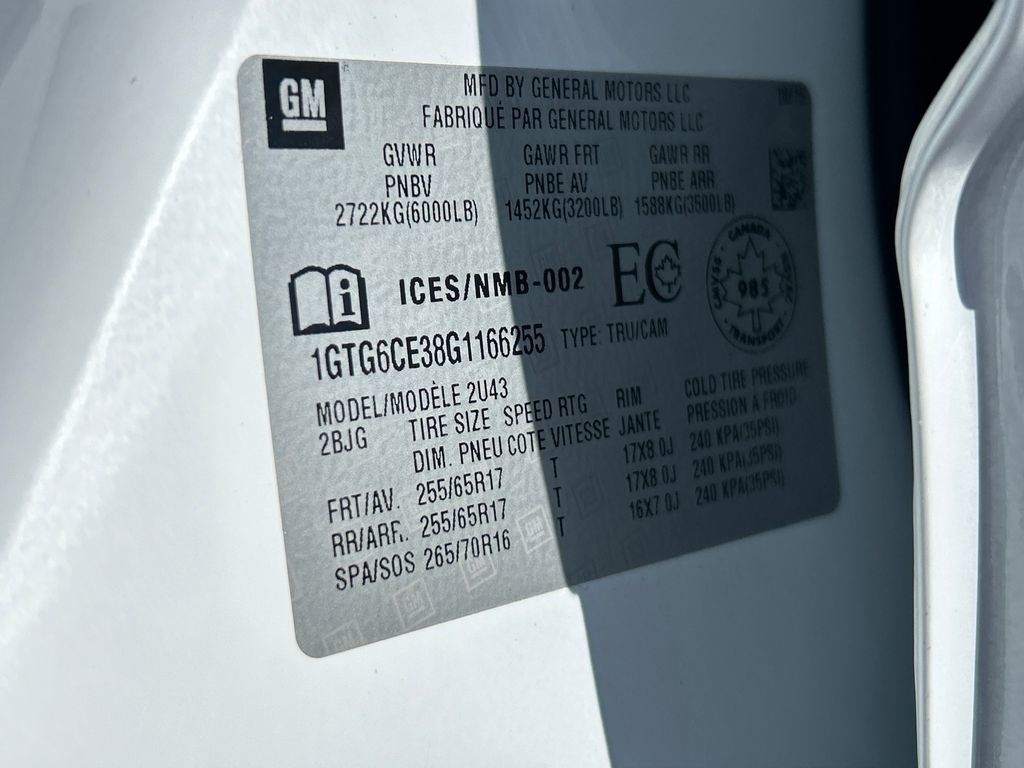 GM
MFD BY GENERAL MOTORS LLC
FABRIQUÉ PAR GENERAL MOTORS LLC
GVWR GAWR FRT GAWR RR
PNBV PNBE AV PNBE ARR
2722KG(6000LB) 1452KG(3200LB) 1588KG(3500LB)
i ICES/NMB-002 EC
CANADA
985
TRANSPORT
1GTG6CE38G1166255 TYPE: TRU/CAM
MODEL/MODÈLE 2U43
2BJG TIRE SIZE SPEED RTG RIM COLD TIRE PRESSURE
DIM. PNEU COTE VITESSE JANTE PRESSION A FROID
FRT/AV. 255/65R17 T 17X8.0J 240 KPA(35PSI)
RR/ARR. 255/65R17 T 17X8.0J 240 KPA(35PSI)
SPA/SOS 265/70R16 T 16X7.0J 240 KPA(35PSI)
GM
GM
GM
GM